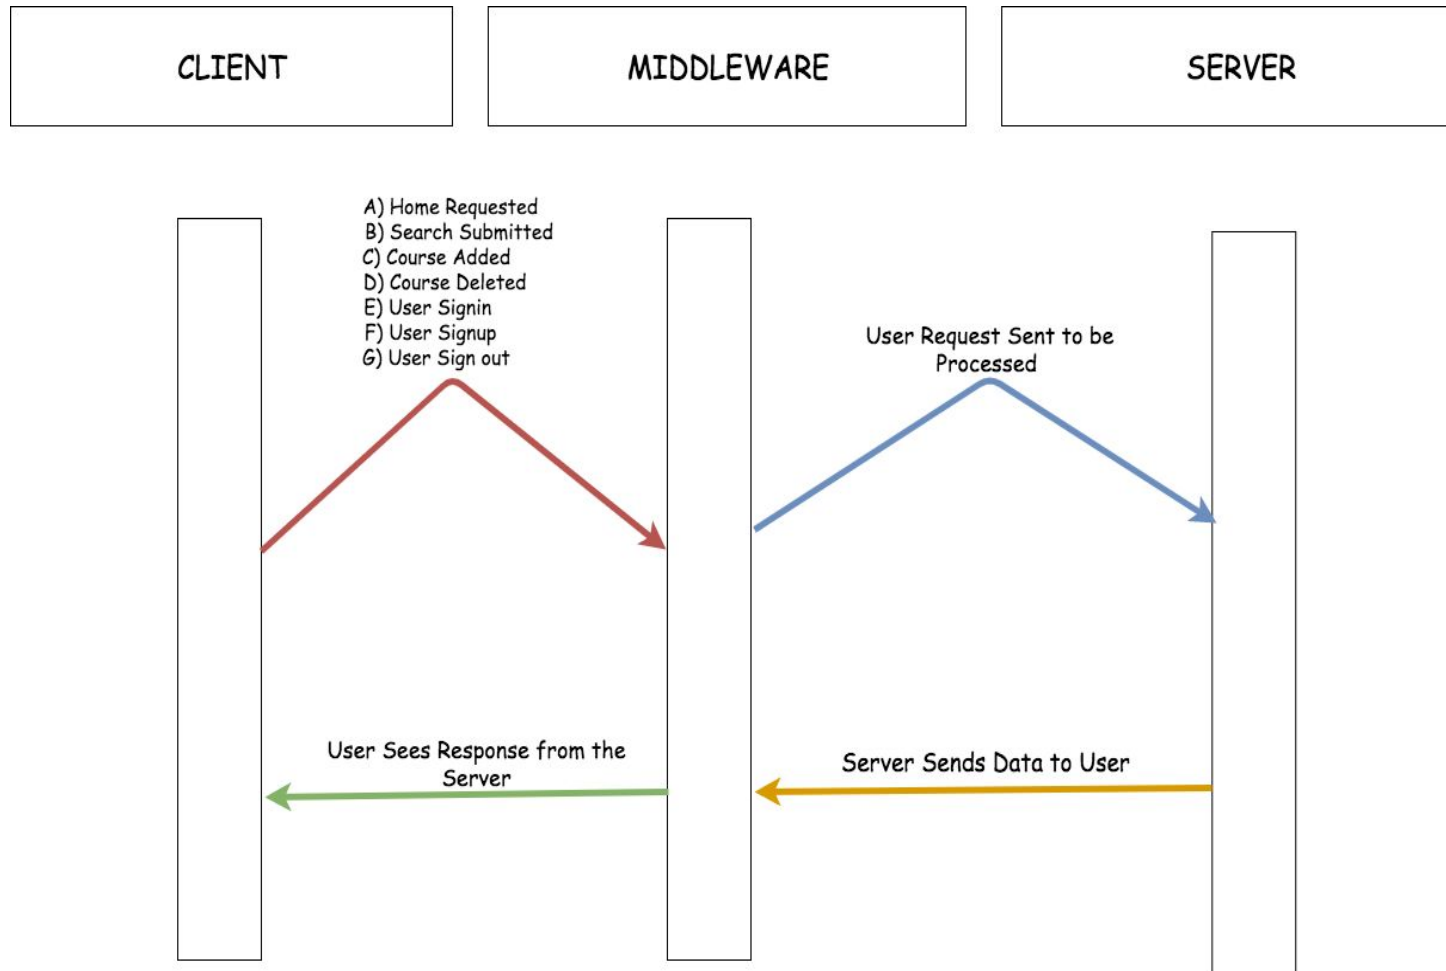 CLIENT
MIDDLEWARE
SERVER
A) Home Requested
B) Search Submitted
C) Course Added
D) Course Deleted
E) User Signin
F) User Signup
G) User Sign out
User Request Sent to be
Processed
User Sees Response from the
Server
Server Sends Data to User